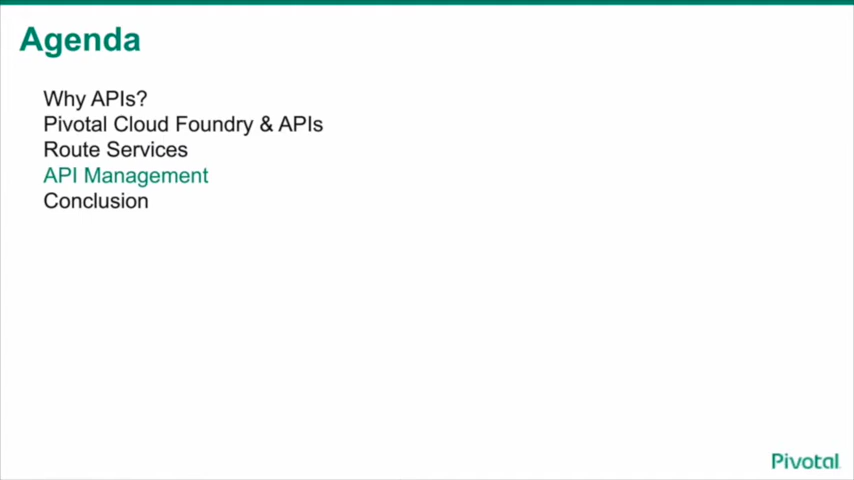 Agenda
Why APIs?
Pivotal Cloud Foundry & APIs
Route Services
API Management
Conclusion
Pivotal